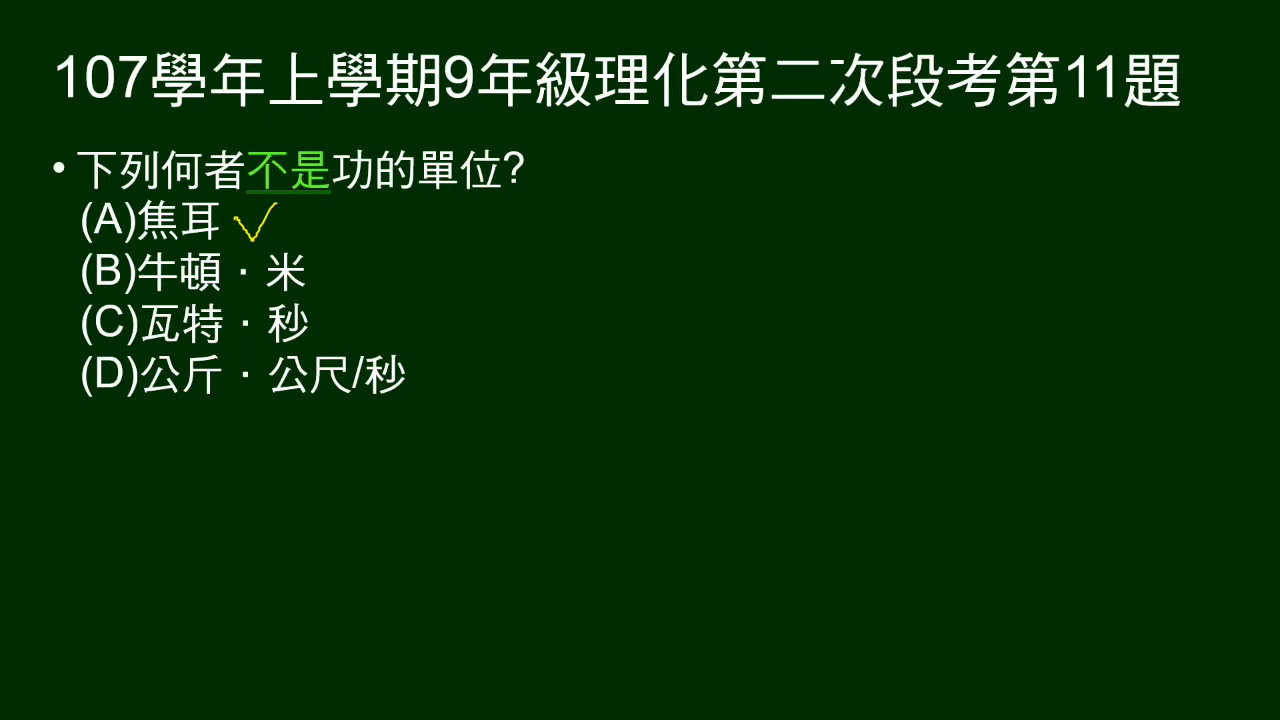 107學年上學期9年級理化第二次段考第11題
• 下列何者不是功的單位?
(A)焦耳
(B)牛頓．米
(C)瓦特．秒
(D)公斤．公尺/秒